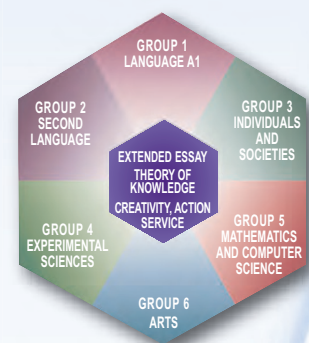 GROUP 1
LANGUAGE A1
GROUP 2
SECOND
LANGUAGE
GROUP 3
INDIVIDUALS
AND
SOCIETIES
EXTENDED ESSAY
THEORY OF
KNOWLEDGE
CREATIVITY, ACTION
SERVICE
GROUP 4
EXPERIMENTAL
SCIENCES
GROUP 5
MATHEMATICS
AND COMPUTER
SCIENCE
GROUP 6
ARTS